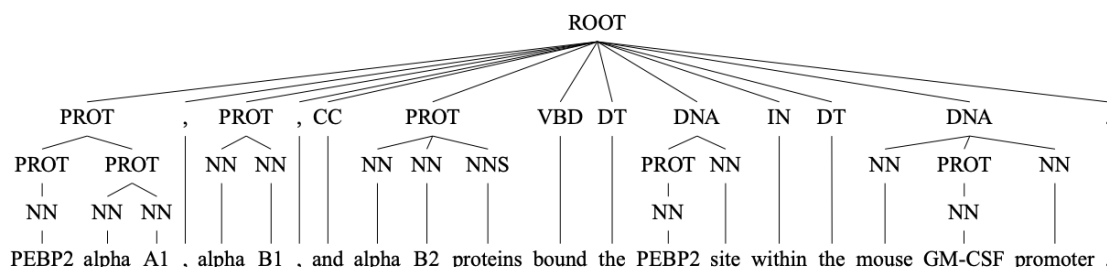 ROOT
PROT , PROT , CC PROT VBD DT DNA IN DT DNA .
PROT PROT NN NN NN NN NNS PROT NN NN PROT NN
NN NN NN NN NN
PEBP2 alpha A1 , alpha B1 , and alpha B2 proteins bound the PEBP2 site within the mouse GM-CSF promoter .